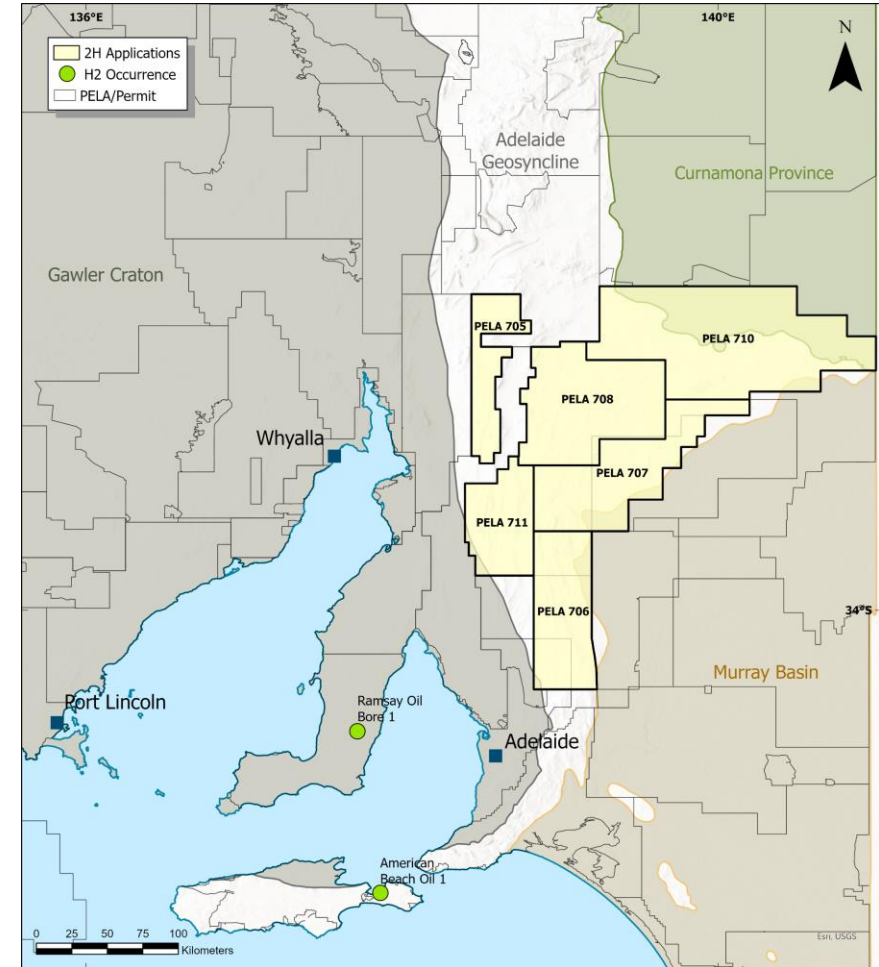 136°E
140°E
N
2H Applications
H2 Occurrence
PELA/Permit
Adelaide
Geosyncline
Curnamona Province
Gawler Craton
PELA 705
PELA 710
PELA 708
Whyalla
PELA 707
PELA 711
PELA 706
34°S
Murray Basin
Port Lincoln
Ramsay Oil
Bore 1
Adelaide
American
Beach Oil 1
0 25 50 75 100
Kilometers
Esri, USGS